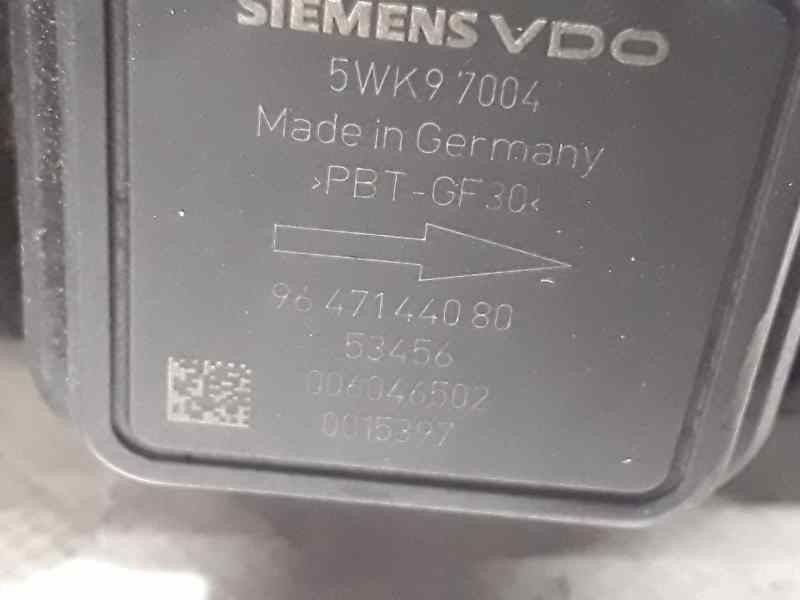 SIEMENS VDO
5WK9 7004
Made in Germany
>PBT-GF30<
96 471 440 80
53456
006046502
0015397